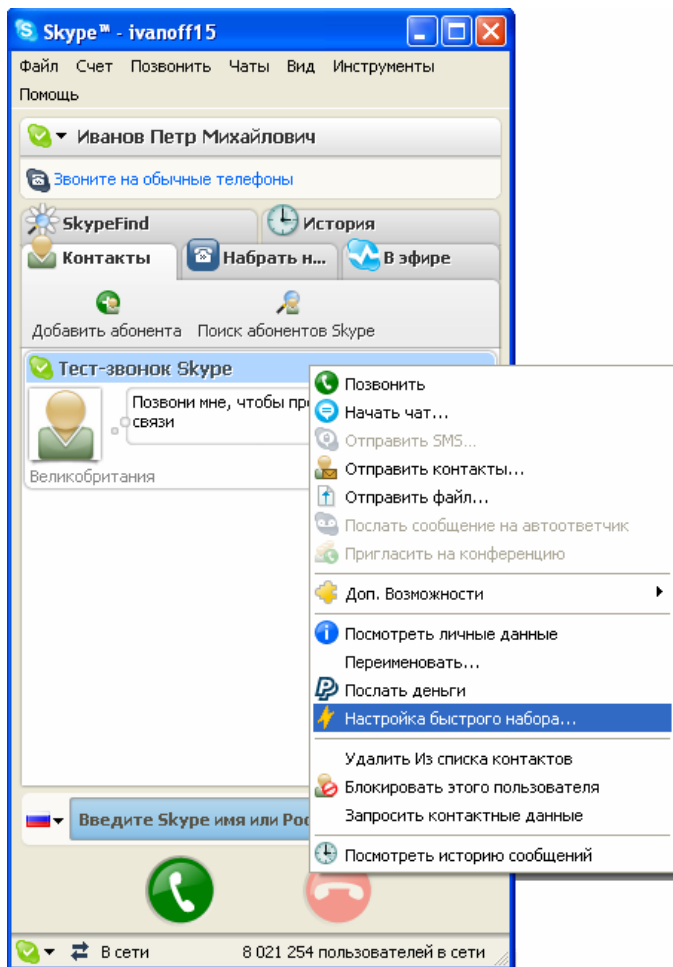 Skype™ - ivanoff15
Файл Счет Позвонить Чаты Вид Инструменты
Помощь
Иванов Петр Михайлович
Звоните на обычные телефоны
SkypeFind История
Контакты Набрать н... В эфире
Добавить абонента Поиск абонентов Skype
Тест-звонок Skype
Позвони мне, чтобы
связи
Великобритания
Позвонить
Начать чат...
Отправить SMS...
Отправить контакты...
Отправить файл...
Послать сообщение на автоответчик
Пригласить на конференцию
Доп. Возможности
Посмотреть личные данные
Переименовать...
Послать деньги
Настройка быстрого набора...
Удалить Из списка контактов
Блокировать этого пользователя
Запросить контактные данные
Посмотреть историю сообщений
Введите Skype имя или
В сети 8 021 254 пользователей в сети